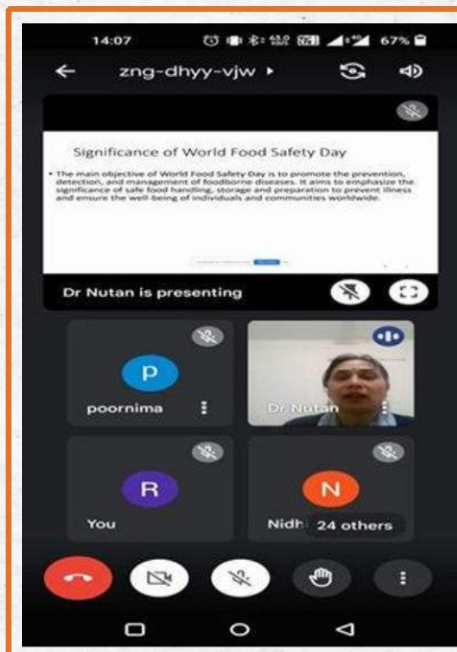 14:07
67%
zng-dhyy-vjw
Significance of World Food Safety Day
• The main objective of World Food Safety Day is to promote the prevention,
detection, and management of foodborne diseases. It aims to emphasize the
significance of safe food handling, storage and preparation to prevent illness
and ensure the well-being of individuals and communities worldwide.
Dr Nutan is presenting
P
poornima
Dr Nutan
R
You
N
Nidh
24 others